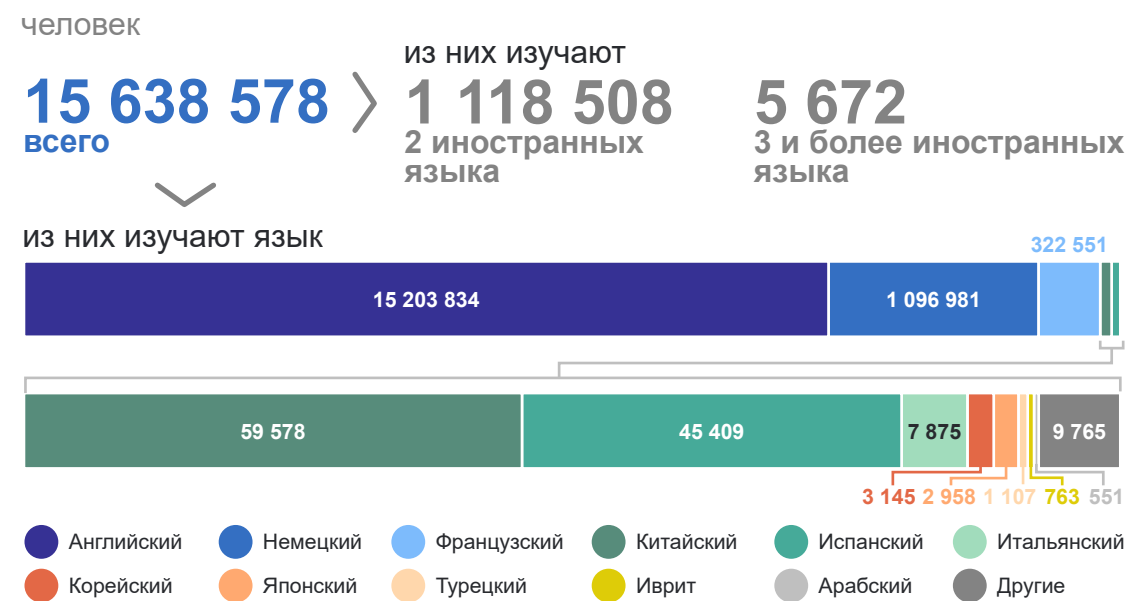 человек
из них изучают
15 638 578
1 118 508
5 672
всего
2 иностранных
языка
3 и более иностранных
языка
из них изучают язык
322 551
15 203 834
1 096 981
59 578
45 409
7 875
9 765
3 145
2 958
1 107
763
551
Английский
Немецкий
Французский
Китайский
Испанский
Итальянский
Корейский
Японский
Турецкий
Иврит
Арабский
Другие